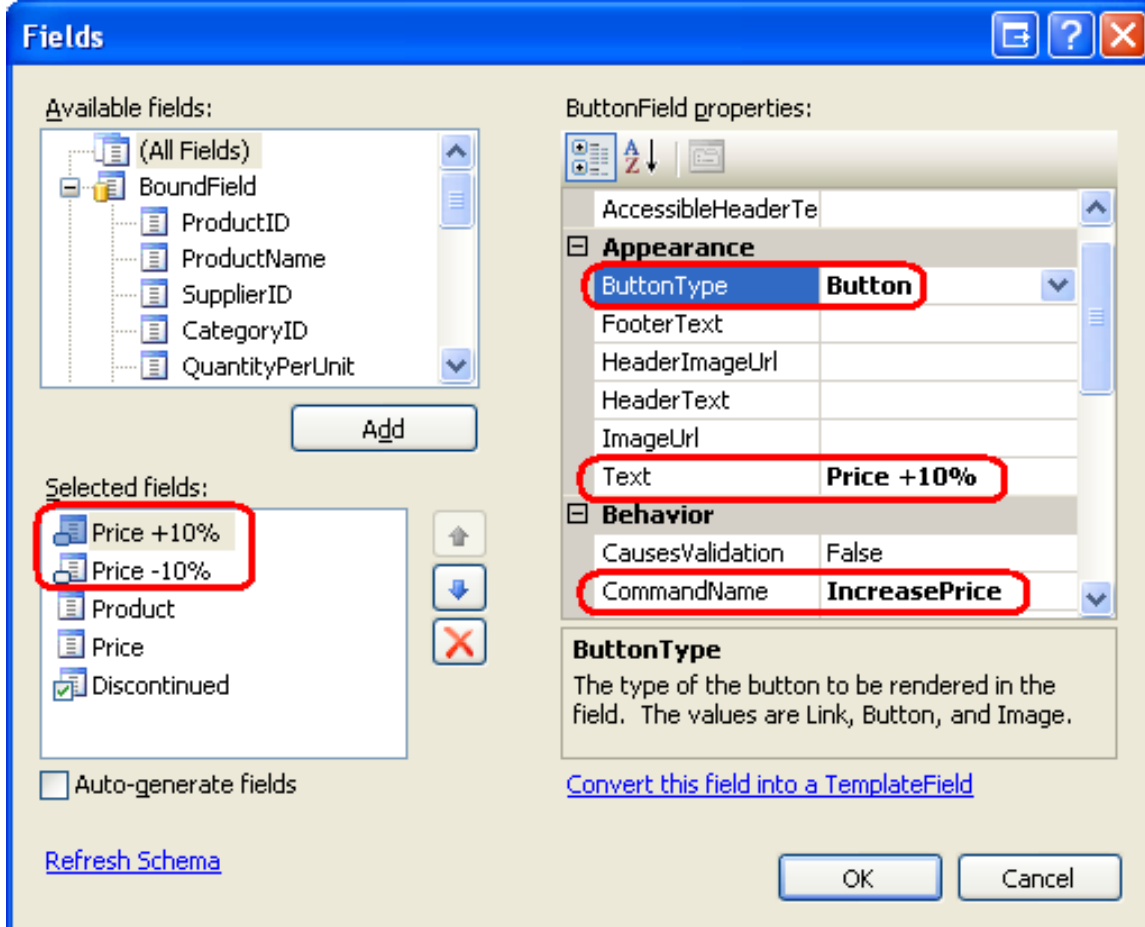 Fields
Available fields:
(All Fields)
BoundField
ProductID
ProductName
SupplierID
CategoryID
QuantityPerUnit
Add
Selected fields:
Price +10%
Price -10%
Product
Price
Discontinued
Auto-generate fields
Refresh Schema
ButtonField properties:
AccessibleHeaderTe
Appearance
ButtonType Button
FooterText
HeaderImageUrl
HeaderText
ImageUrl
Text Price +10%
Behavior
CausesValidation False
CommandName IncreasePrice
ButtonType
The type of the button to be rendered in the
field. The values are Link, Button, and Image.
Convert this field into a TemplateField
OK Cancel